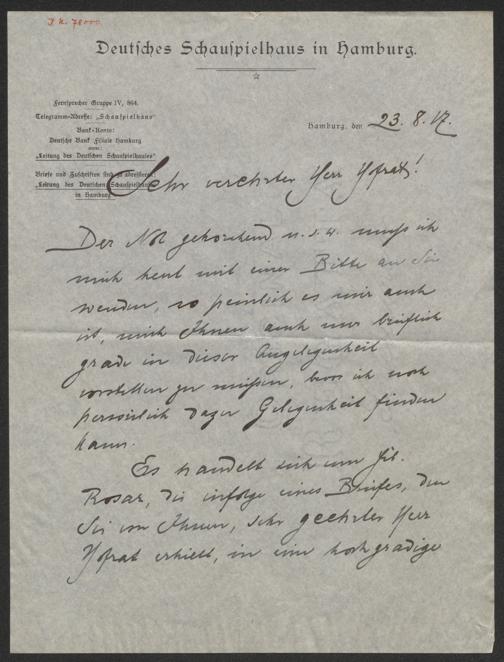 I. N. 78000
Deutsches Schauspielhaus in Hamburg.
Fernsprecher Gruppe IV, 864.
Telegramm-Adresse: „Schauspielhaus“
Bank-Konto:
Deutsche Bank Filiale Hamburg
unter:
„Leitung des Deutschen Schauspielhauses“
Briefe und Zuschriften sind zu adressieren:
„Leitung des Deutschen Schauspielhauses
in Hamburg“
Hamburg, den 23. 8. 17.
Sehr verehrter Herr Hofrat!
Der Not gehorchend u. s. w. muss ich
mich heut mit einer Bitte an Sie
wenden, so peinlich es mir auch
ist, mich Ihnen auch nur brieflich
grade in dieser Angelegenheit
vorstellen zu müssen, bevor ich noch
persönlich dazu Gelegenheit finden
kann.
Es handelt sich um Frl.
Rosar, die infolge eines Briefes, den
Sie von Ihnen, sehr geehrter Herr
Hofrat erhielt, in eine hochgradige